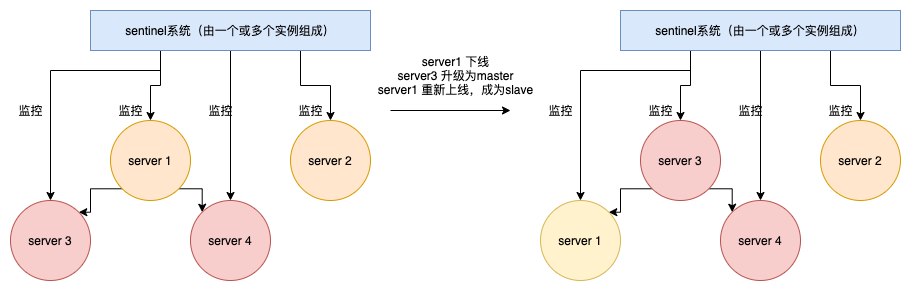 sentinel系统（由一个或多个实例组成）
监控
监控
监控
监控
server 1
server 2
server 3
server 4
server1 下线
server3 升级为master
server1 重新上线，成为slave
sentinel系统（由一个或多个实例组成）
监控
监控
监控
监控
server 3
server 2
server 1
server 4